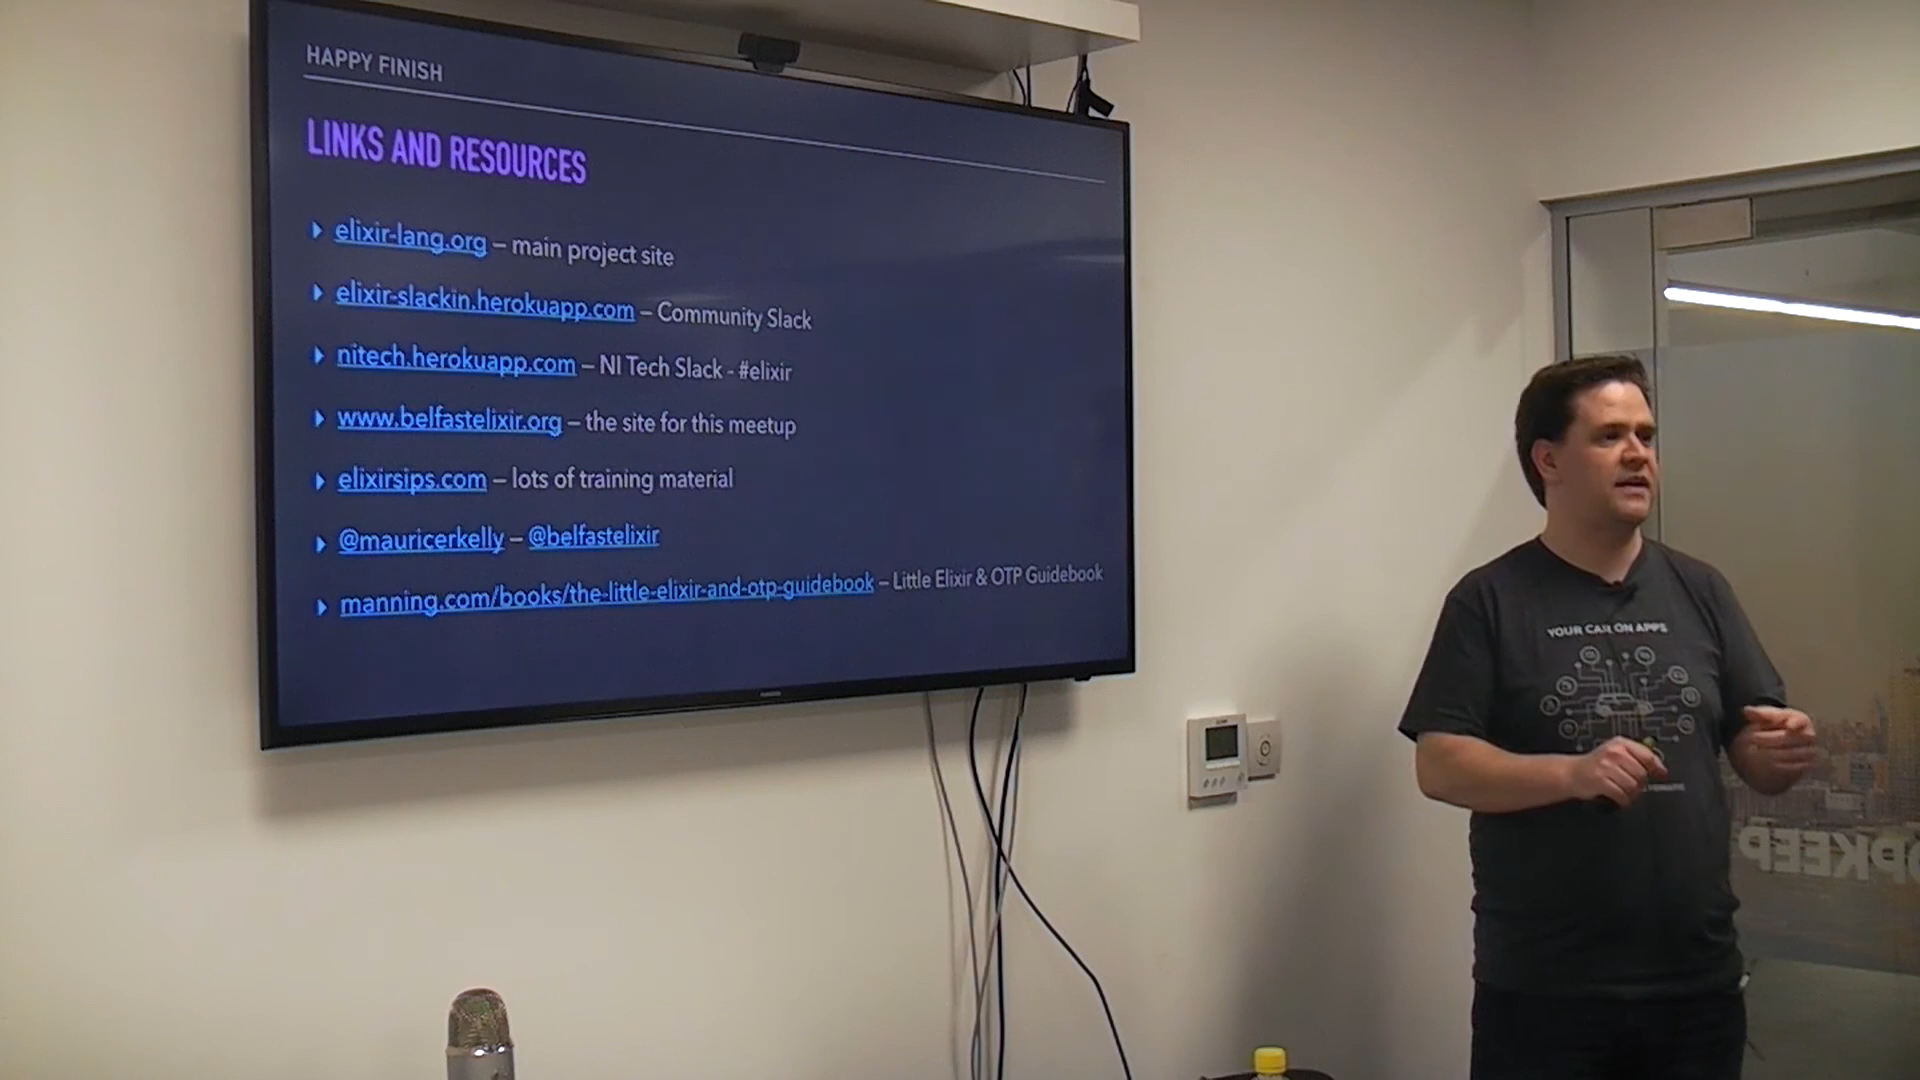 HAPPY FINISH
LINKS AND RESOURCES
elixir-lang.org – main project site
elixir-slackin.herokuapp.com – Community Slack
nitech.herokuapp.com – NI Tech Slack - #elixir
www.belfastelixir.org – the site for this meetup
elixirsips.com – lots of training material
@mauricerkelly – @belfastelixir
manning.com/books/the-little-elixir-and-otp-guidebook – Little Elixir & OTP Guidebook
YOUR CAR ON APPS
OPKEEP